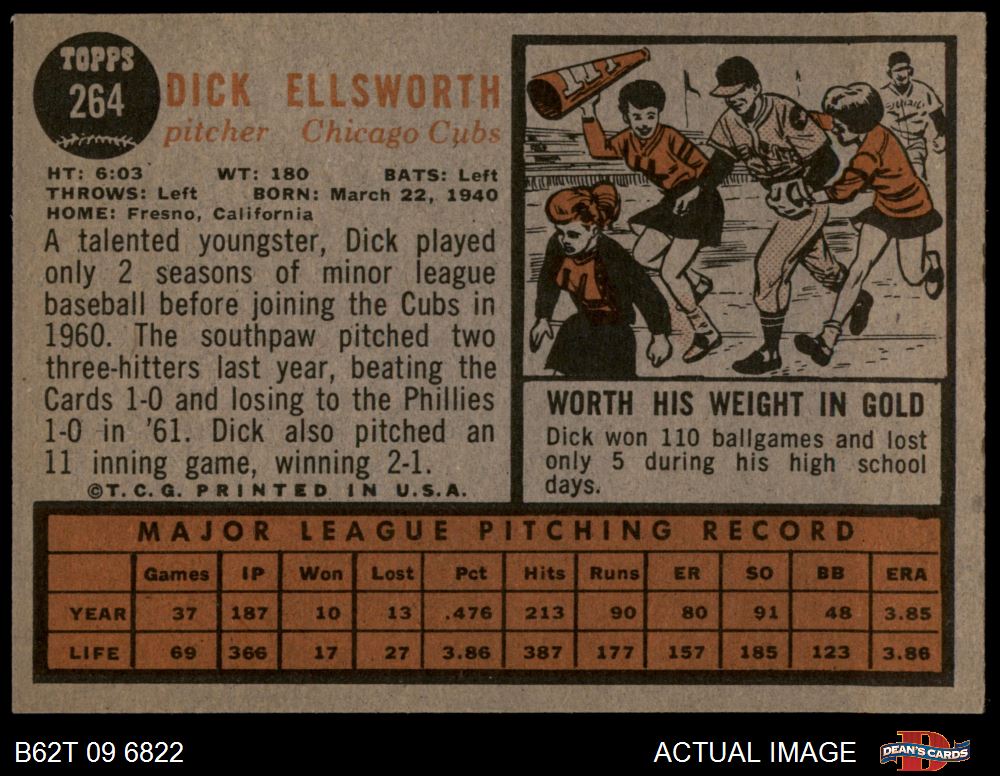 TOPPS
264
DICK ELLSWORTH
pitcher Chicago Cubs
HT: 6:03 WT: 180 BATS: Left
THROWS: Left BORN: March 22, 1940
HOME: Fresno, California
A talented youngster, Dick played
only 2 seasons of minor league
baseball before joining the Cubs in
1960. The southpaw pitched two
three-hitters last year, beating the
Cards 1-0 and losing to the Phillies
1-0 in '61. Dick also pitched an
11 inning game, winning 2-1.
©T.C.G. PRINTED IN U.S.A.
WORTH HIS WEIGHT IN GOLD
Dick won 110 ballgames and lost
only 5 during his high school
days.
MAJOR LEAGUE PITCHING RECORD
Games IP Won Lost Pct Hits Runs ER SO BB ERA
YEAR 37 187 10 13 .476 213 90 80 91 48 3.85
LIFE 69 366 17 27 3.86 387 177 157 185 123 3.86
B62T 09 6822
ACTUAL IMAGE
DEAN'S CARDS